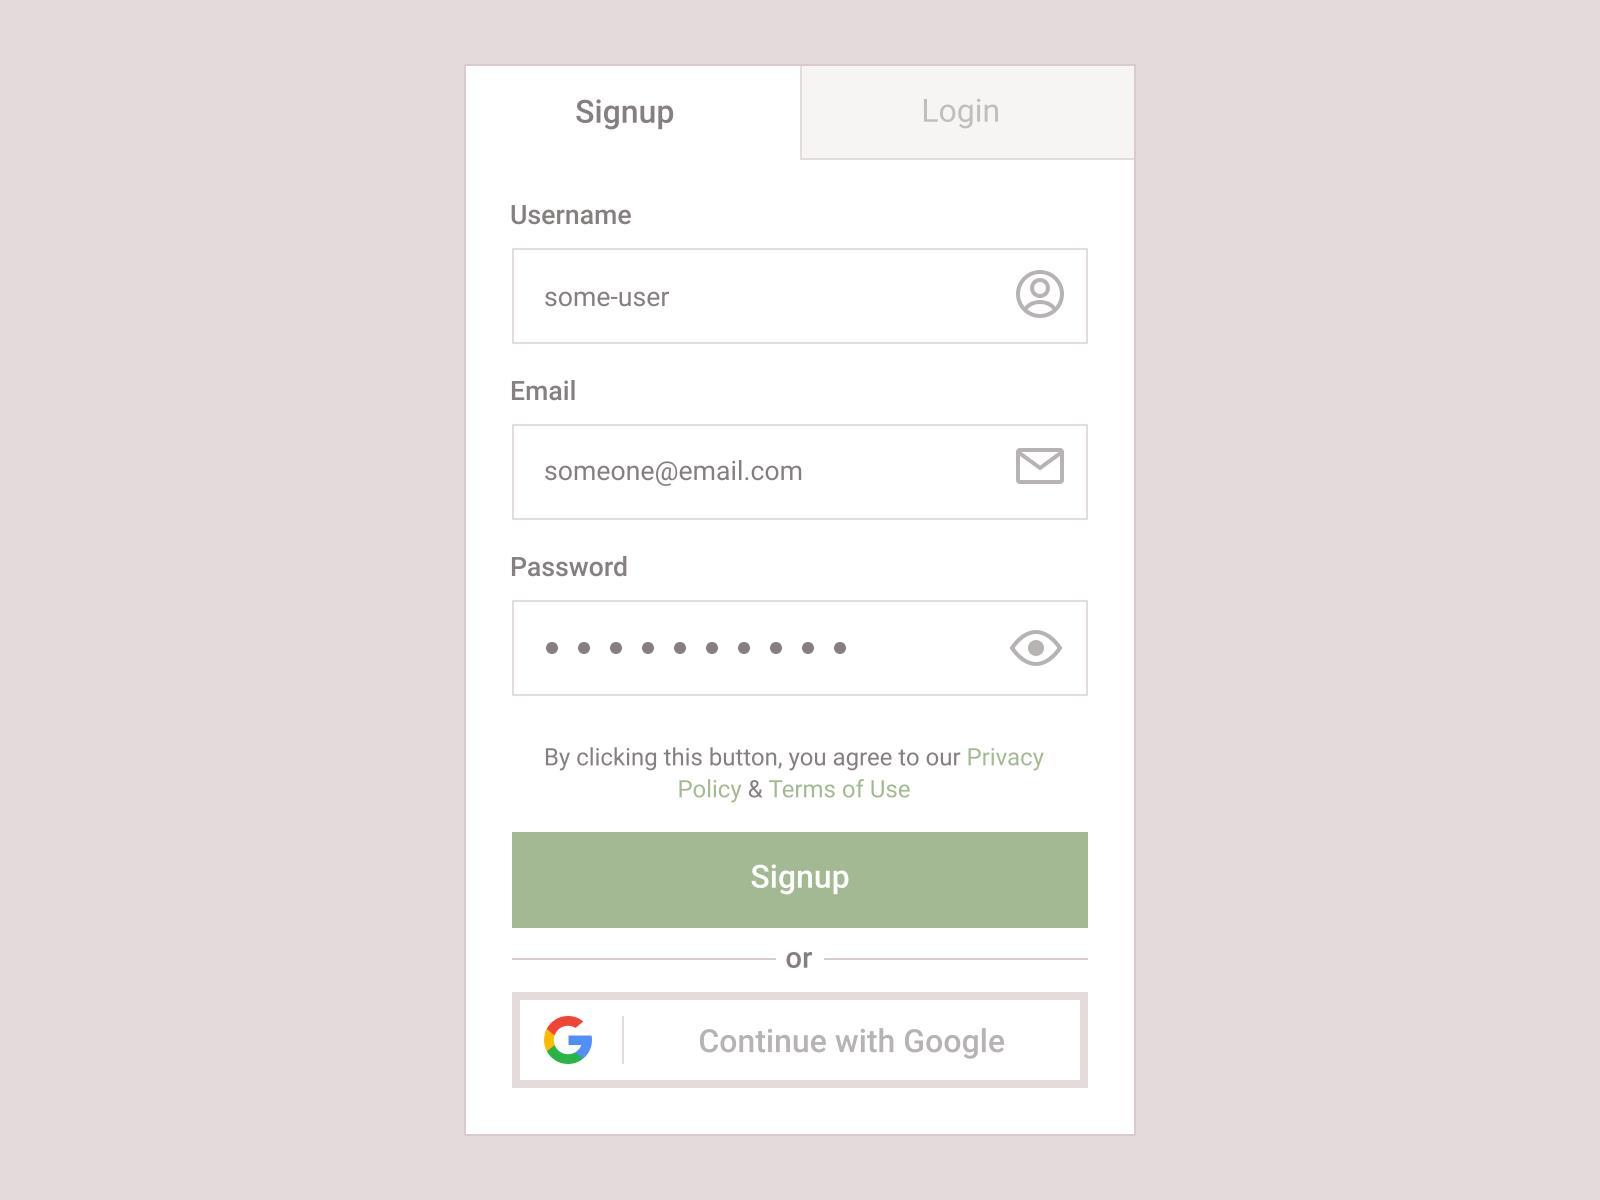 Signup
Login
Username
some-user
Email
someone@email.com
Password
By clicking this button, you agree to our Privacy
Policy & Terms of Use
Signup
or
Continue with Google